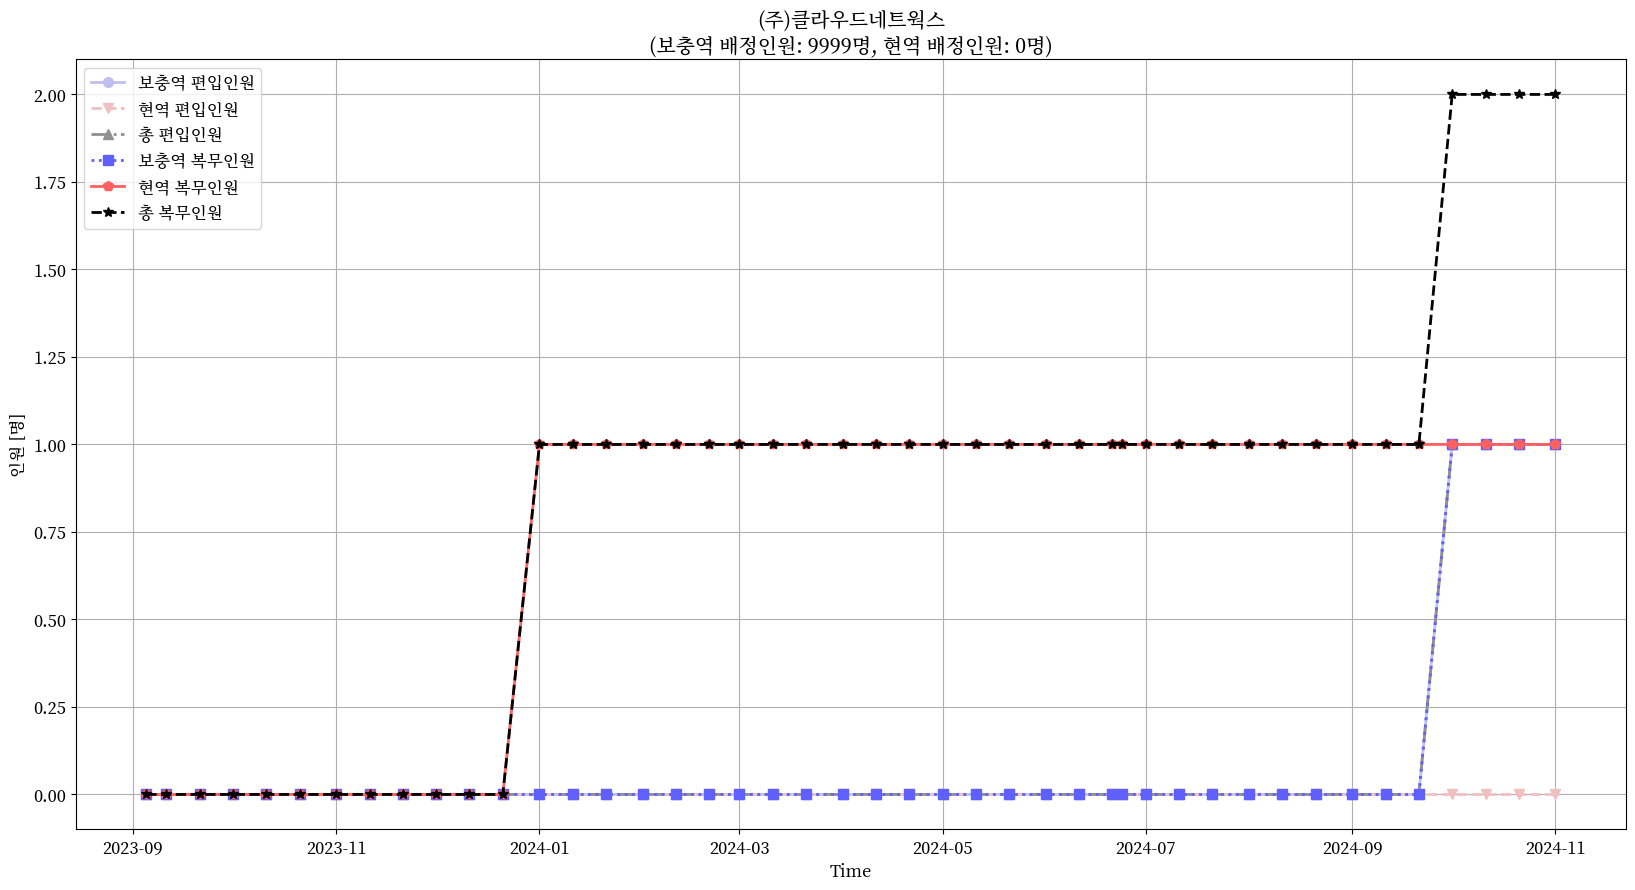 (주)클라우드네트웍스
(보충역 배정인원: 9999명, 현역 배정인원: 0명)
보충역 편입인원
현역 편입인원
총 편입인원
보충역 복무인원
현역 복무인원
총 복무인원
2.00
1.75
1.50
1.25
1.00
0.75
0.50
0.25
0.00
인원 [명]
2023-09 2023-11 2024-01 2024-03 2024-05 2024-07 2024-09 2024-11
Time